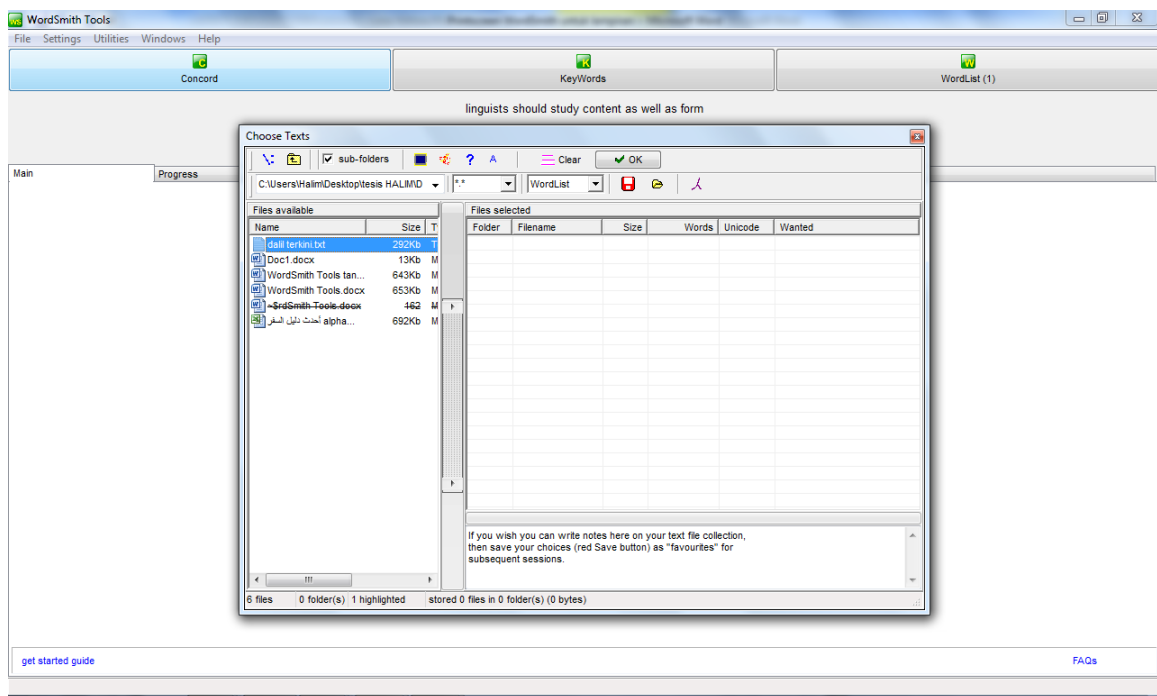 WordSmith Tools
File Settings Utilities Windows Help
Concord
KeyWords
WordList (1)
linguists should study content as well as form
Main
Progress
Choose Texts
sub-folders
? A
Clear
OK
C:\Users\Halim\Desktop\tesis HALIM\D
*.*
WordList
Files available
Name Size T
dalil terkini.txt 292Kb T
Doc1.docx 13Kb M
WordSmith Tools tan... 643Kb M
WordSmith Tools.docx 653Kb M
~$rdSmith Tools.docx 162 M
أحدث دليل السفر alpha... 692Kb M
Files selected
Folder Filename Size Words Unicode Wanted
If you wish you can write notes here on your text file collection,
then save your choices (red Save button) as "favourites" for
subsequent sessions.
6 files 0 folder(s) 1 highlighted stored 0 files in 0 folder(s) (0 bytes)
get started guide
FAQs